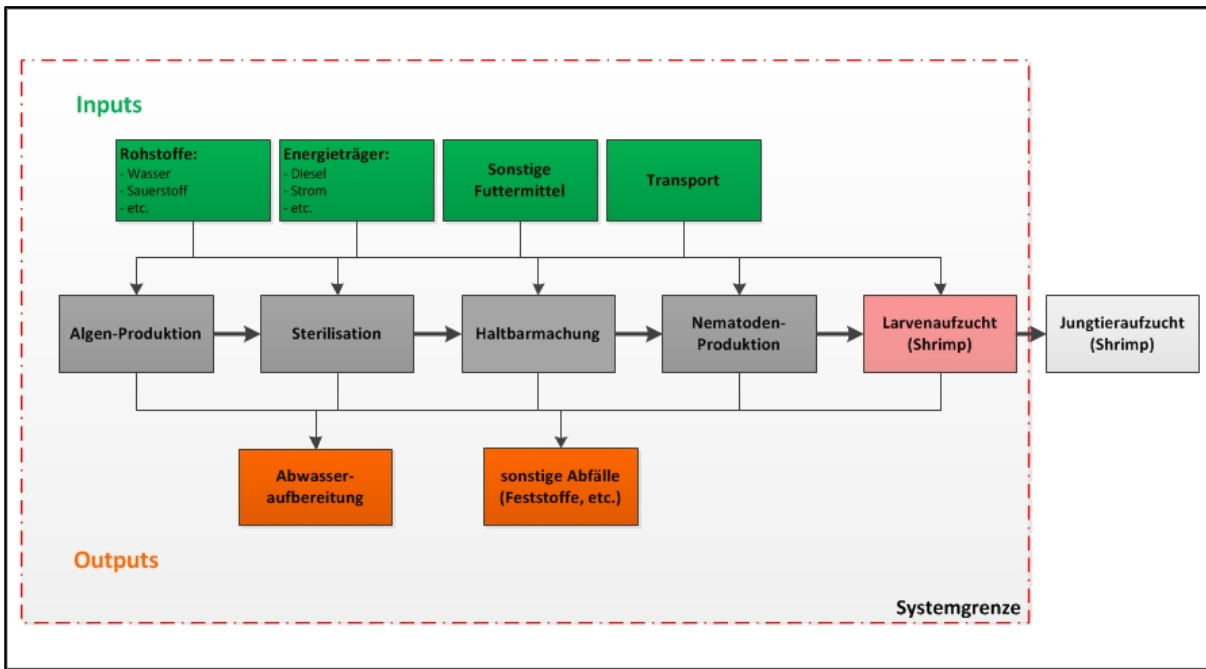 Inputs
Rohstoffe:
- Wasser
- Sauerstoff
- etc.
Energieträger:
- Diesel
- Strom
- etc.
Sonstige
Futtermittel
Transport
Algen-Produktion
Sterilisation
Haltbarmachung
Nematoden-
Produktion
Larvenaufzucht
(Shrimp)
Jungtieraufzucht
(Shrimp)
Abwasser-
aufbereitung
sonstige Abfälle
(Feststoffe, etc.)
Outputs
Systemgrenze